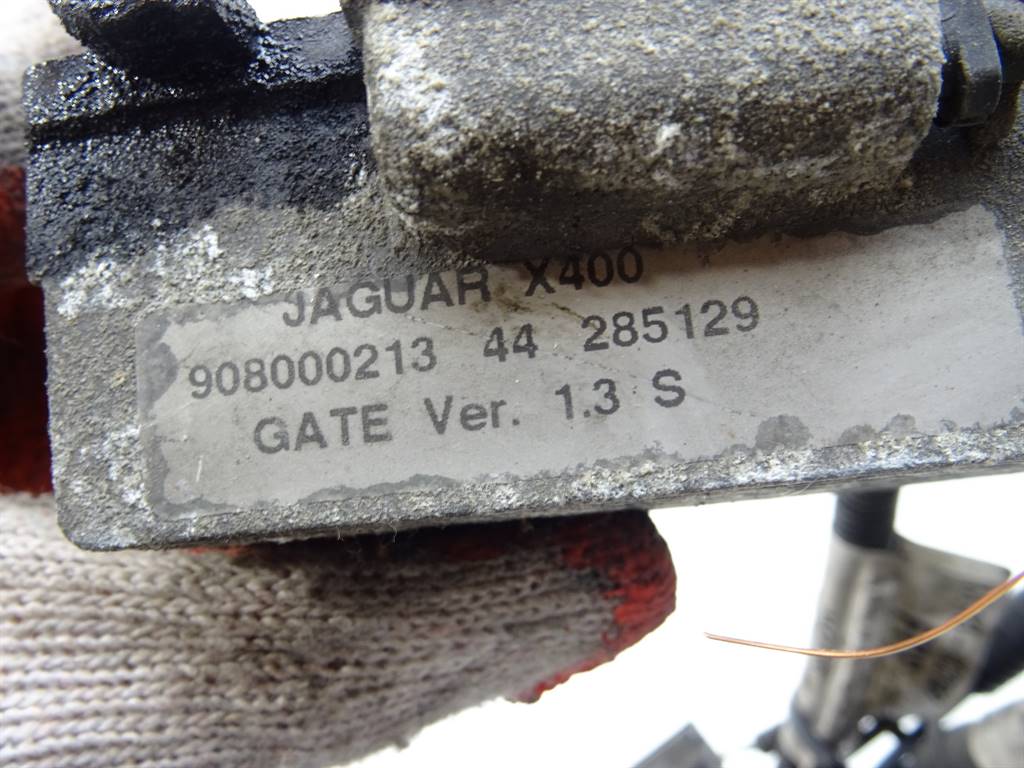 JAGUAR X400
908000213 44 285129
GATE Ver. 1.3 S